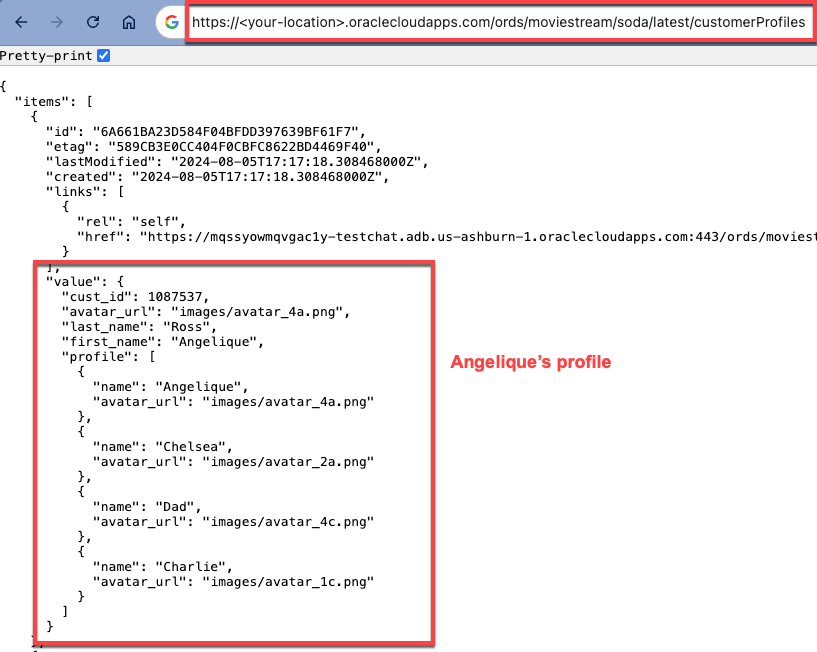 https://<your-location>.oraclecloudapps.com/ords/moviestream/soda/latest/customerProfiles
Pretty-print
{
  "items": [
    {
      "id": "6A661BA23D584F04BFDD397639BF61F7",
      "etag": "589CB3E0CC404F0CBFC8622BD4469F40",
      "lastModified": "2024-08-05T17:17:18.308468000Z",
      "created": "2024-08-05T17:17:18.308468000Z",
      "links": [
        {
          "rel": "self",
          "href": "https://mqssyowmqvgac1y-testchat.adb.us-ashburn-1.oraclecloudapps.com:443/ords/moviest
        }
      ],
      "value": {
        "cust_id": 1087537,
        "avatar_url": "images/avatar_4a.png",
        "last_name": "Ross",
        "first_name": "Angelique",
        "profile": [
Angelique's profile
          {
            "name": "Angelique",
            "avatar_url": "images/avatar_4a.png"
          },
          {
            "name": "Chelsea",
            "avatar_url": "images/avatar_2a.png"
          },
          {
            "name": "Dad",
            "avatar_url": "images/avatar_4c.png"
          },
          {
            "name": "Charlie",
            "avatar_url": "images/avatar_1c.png"
          }
        ]
      }
    },